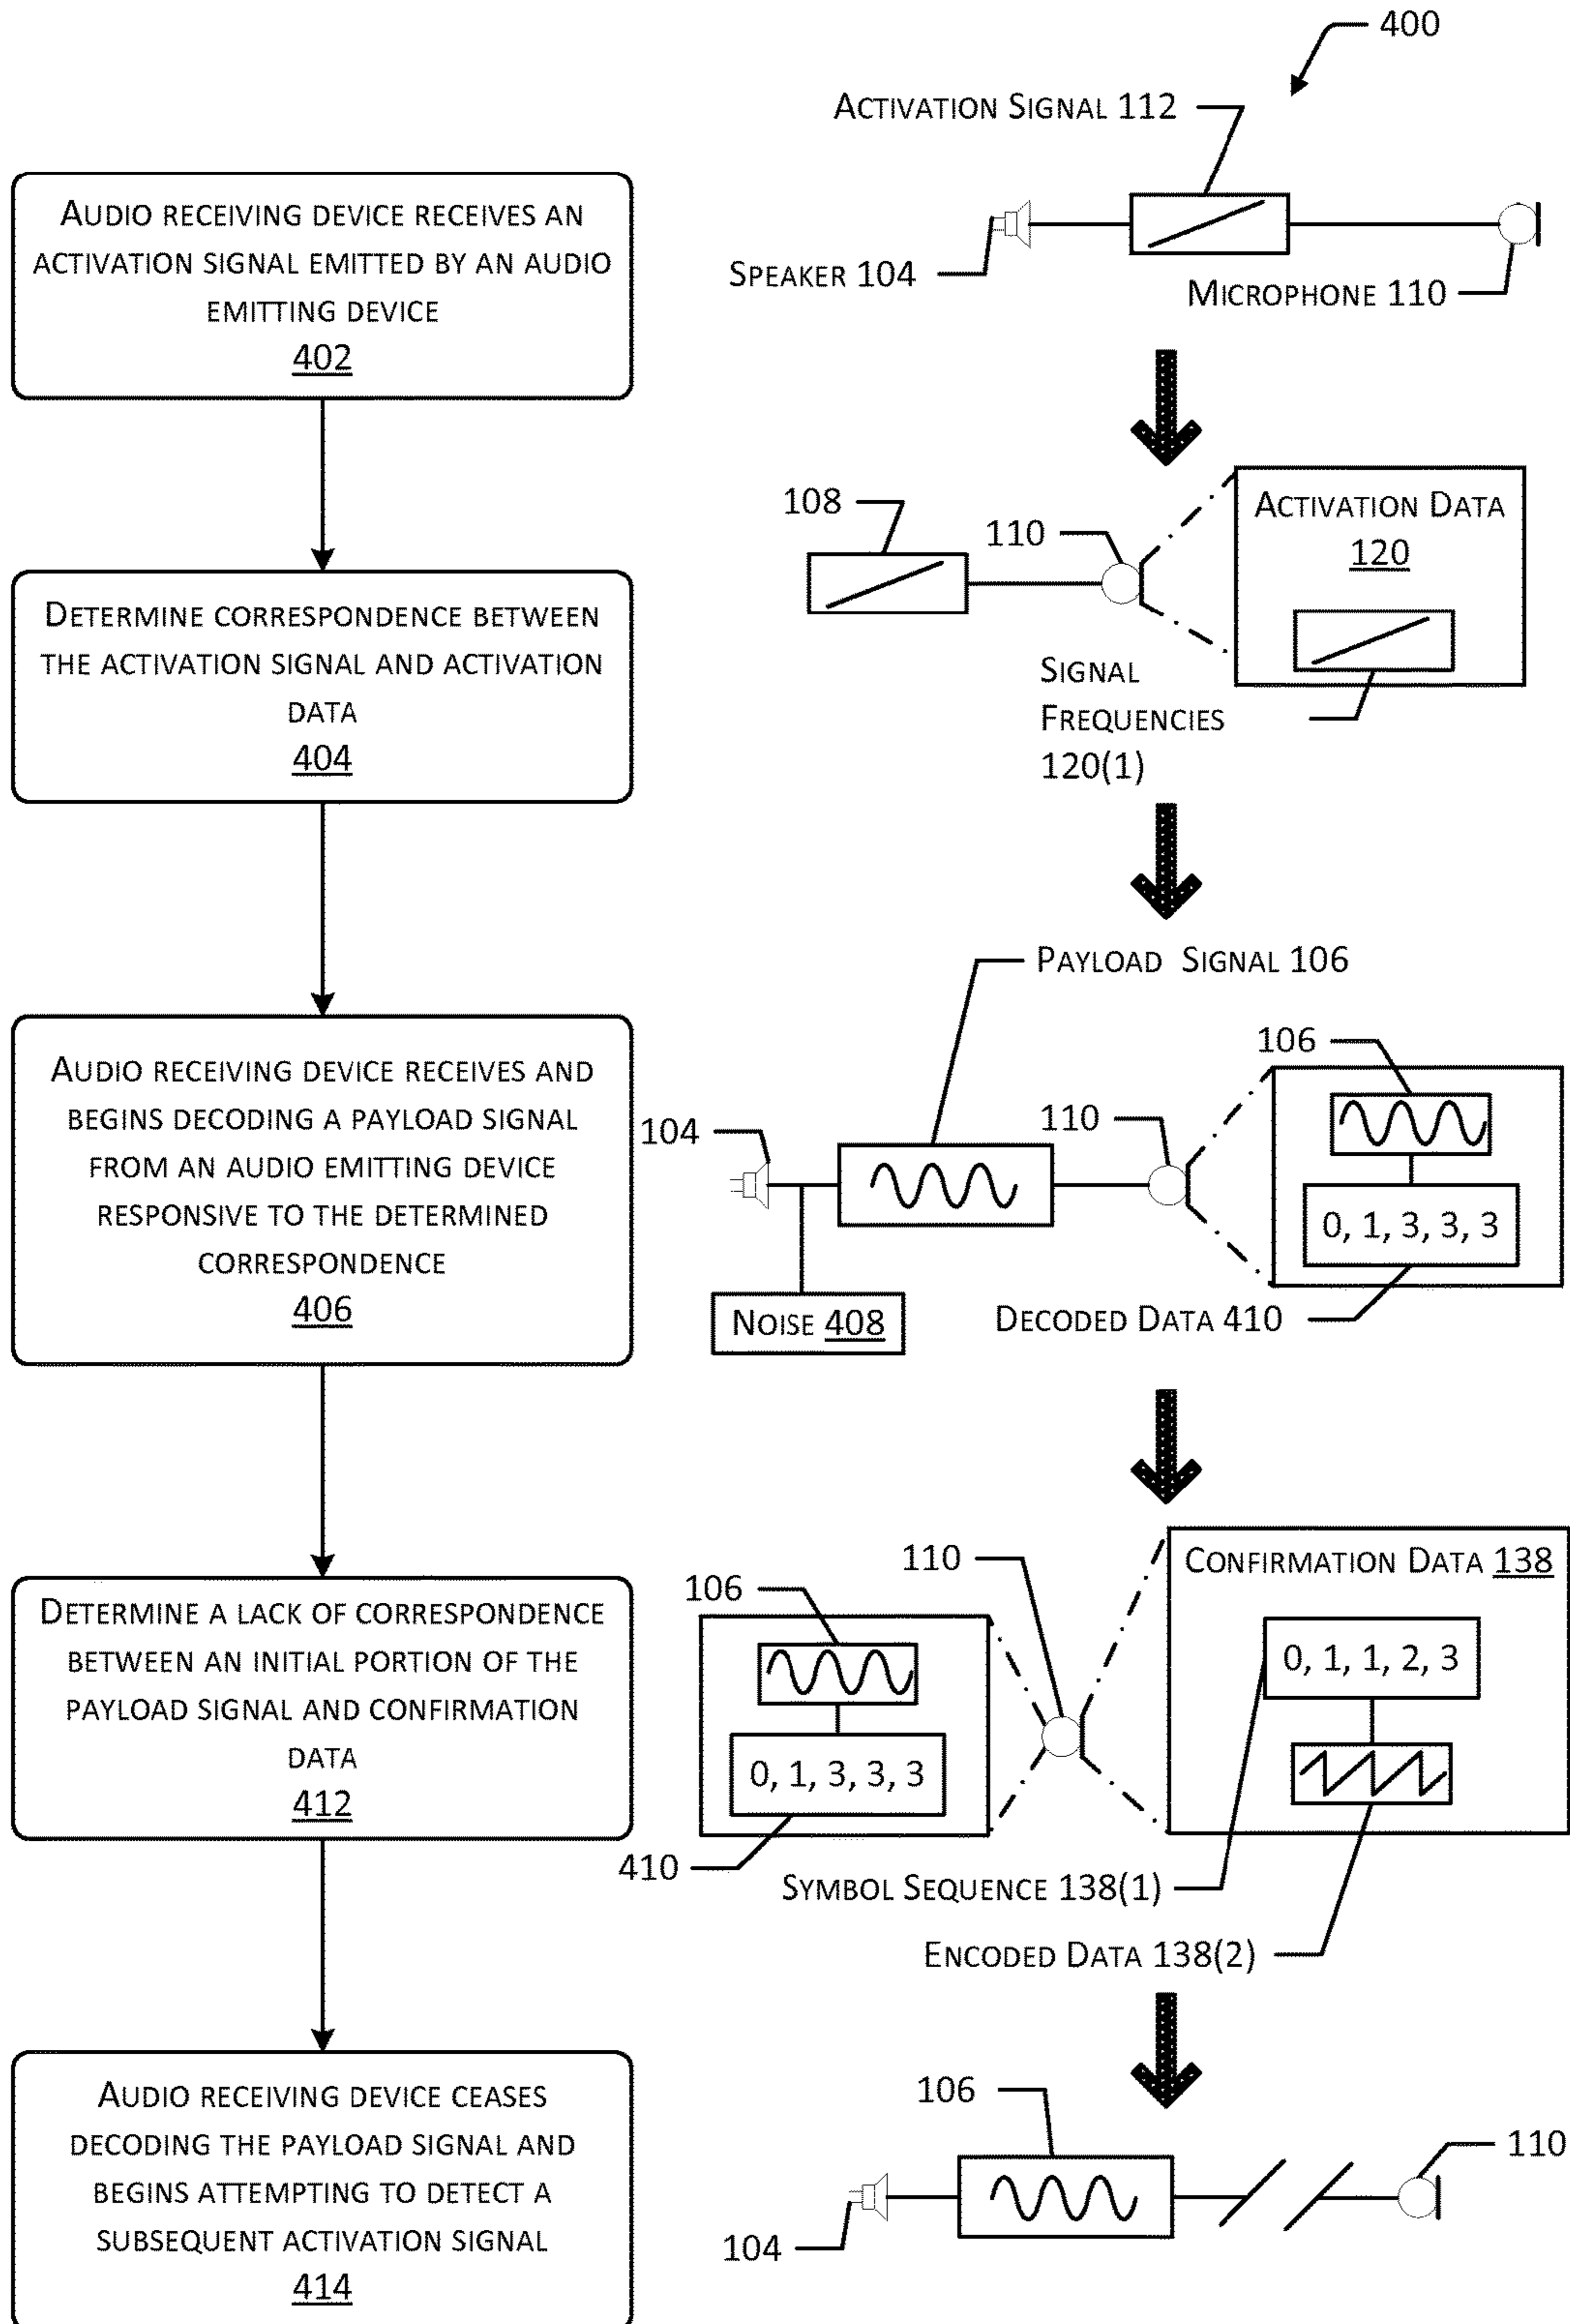 400
ACTIVATION SIGNAL 112
SPEAKER 104
MICROPHONE 110
AUDIO RECEIVING DEVICE RECEIVES AN
ACTIVATION SIGNAL EMITTED BY AN AUDIO
EMITTING DEVICE
402
108
110
ACTIVATION DATA
120
SIGNAL
FREQUENCIES
120(1)
DETERMINE CORRESPONDENCE BETWEEN
THE ACTIVATION SIGNAL AND ACTIVATION
DATA
404
PAYLOAD SIGNAL 106
106
110
104
0, 1, 3, 3, 3
NOISE 408
DECODED DATA 410
AUDIO RECEIVING DEVICE RECEIVES AND
BEGINS DECODING A PAYLOAD SIGNAL
FROM AN AUDIO EMITTING DEVICE
RESPONSIVE TO THE DETERMINED
CORRESPONDENCE
406
110
CONFIRMATION DATA 138
106
0, 1, 1, 2, 3
0, 1, 3, 3, 3
410
SYMBOL SEQUENCE 138(1)
ENCODED DATA 138(2)
DETERMINE A LACK OF CORRESPONDENCE
BETWEEN AN INITIAL PORTION OF THE
PAYLOAD SIGNAL AND CONFIRMATION
DATA
412
106
110
104
AUDIO RECEIVING DEVICE CEASES
DECODING THE PAYLOAD SIGNAL AND
BEGINS ATTEMPTING TO DETECT A
SUBSEQUENT ACTIVATION SIGNAL
414